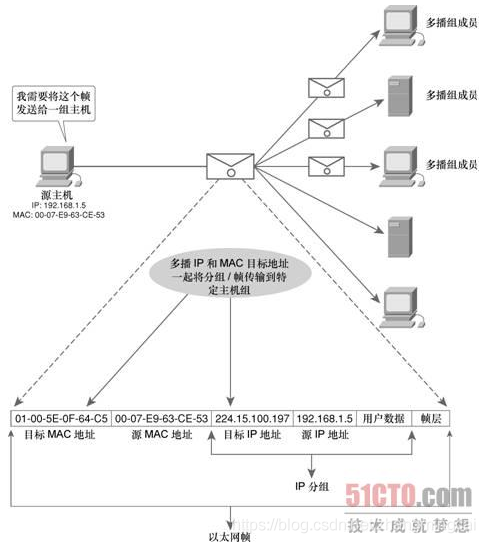 多播组成员
我需要将这个帧
发送给一组主机
多播组成员
多播组成员
源主机
IP: 192.168.1.5
MAC: 00-07-E9-63-CE-53
多播 IP 和 MAC 目标地址
一起将分组 / 帧传输到特
定主机组
01-00-5E-0F-64-C5 00-07-E9-63-CE-53 224.15.100.197 192.168.1.5 用户数据 帧层
目标 MAC 地址 源 MAC 地址 目标 IP 地址 源 IP 地址
IP 分组
51CTO.com
技术成就梦想
以太网帧